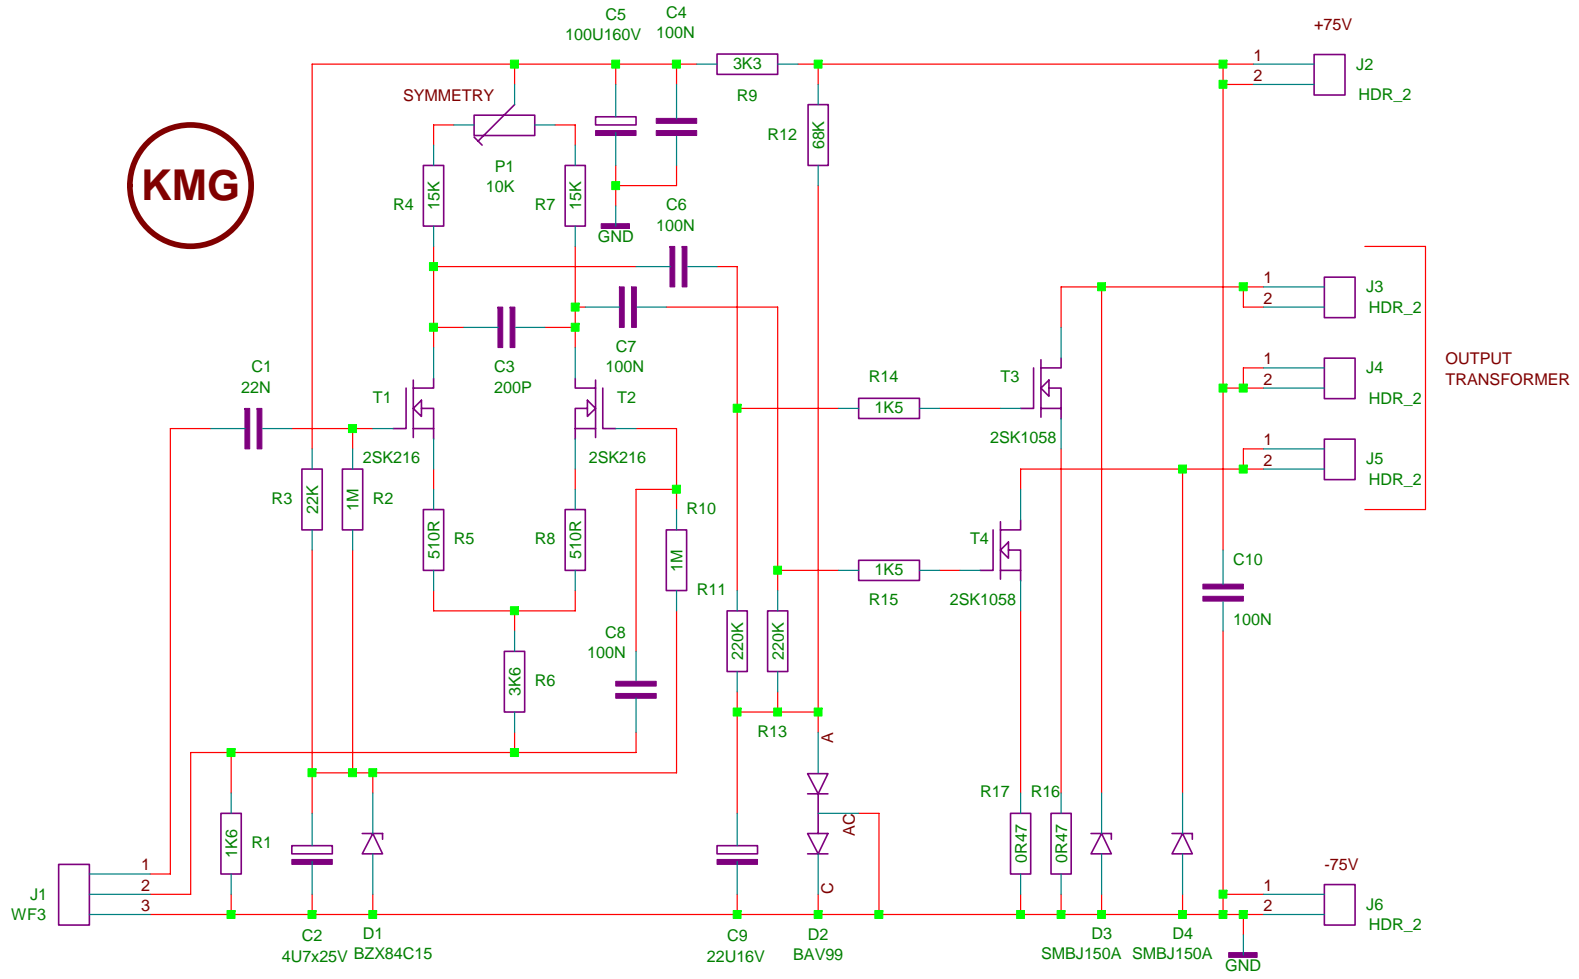 C5
100U160V
C4
100N
+75V
1
2
J2
HDR_2
3K3
R9
SYMMETRY
R12
68K
KMG
P1
10K
R4
15K
R7
15K
C6
100N
GND
1
2
J3
HDR_2
C7
100N
C3
200P
C1
22N
T1
T2
R14
1K5
T3
1
2
J4
HDR_2
OUTPUT
TRANSFORMER
2SK216
2SK216
2SK1058
1
2
J5
HDR_2
R3
22K
1M
R2
510R
R5
R8
510R
R10
1M
R11
T4
1K5
R15
2SK1058
C10
100N
3K6
R6
C8
100N
220K
220K
R13
A
AC
C
R17
R16
0R47
0R47
1K6
R1
-75V
1
2
J6
HDR_2
J1
WF3
1
2
3
C2
4U7x25V
D1
BZX84C15
C9
22U16V
D2
BAV99
D3
SMBJ150A
D4
SMBJ150A
GND